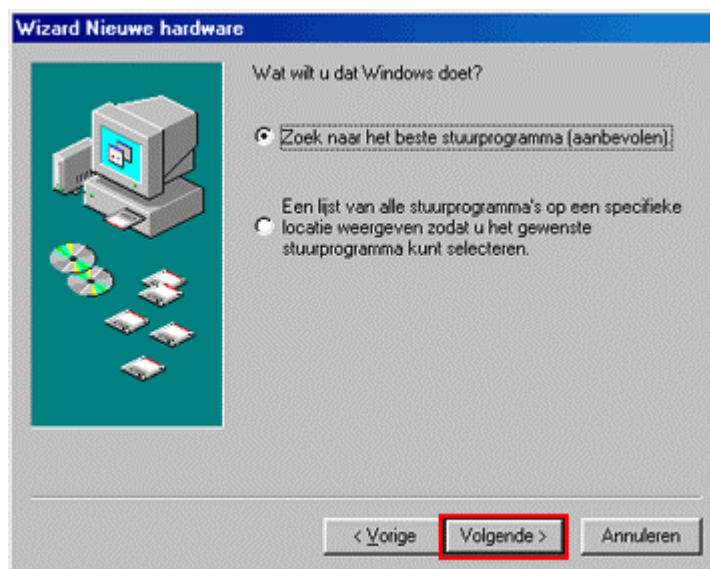 Wizard Nieuwe hardware
Wat wilt u dat Windows doet?
Zoek naar het beste stuurprogramma (aanbevolen).
Een lijst van alle stuurprogramma's op een specifieke
locatie weergeven zodat u het gewenste
stuurprogramma kunt selecteren.
< Vorige
Volgende >
Annuleren